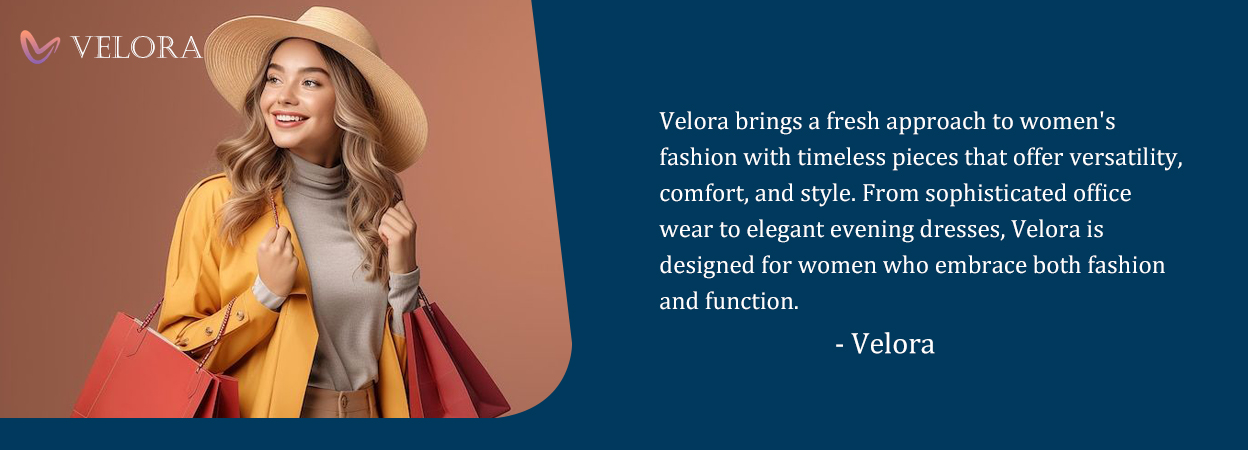 VELORA
Velora brings a fresh approach to women's
fashion with timeless pieces that offer versatility,
comfort, and style. From sophisticated office
wear to elegant evening dresses, Velora is
designed for women who embrace both fashion
and function.
- Velora